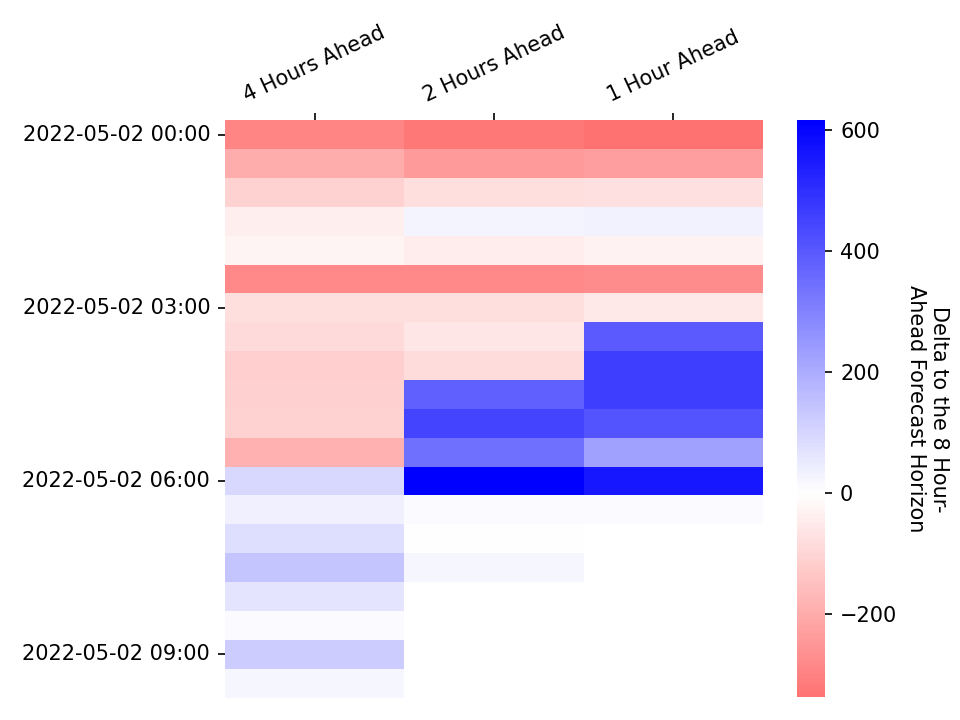 4 Hours Ahead
2 Hours Ahead
1 Hour Ahead
2022-05-02 00:00
2022-05-02 03:00
2022-05-02 06:00
2022-05-02 09:00
600
400
200
0
−200
Delta to the 8 Hour-
Ahead Forecast Horizon